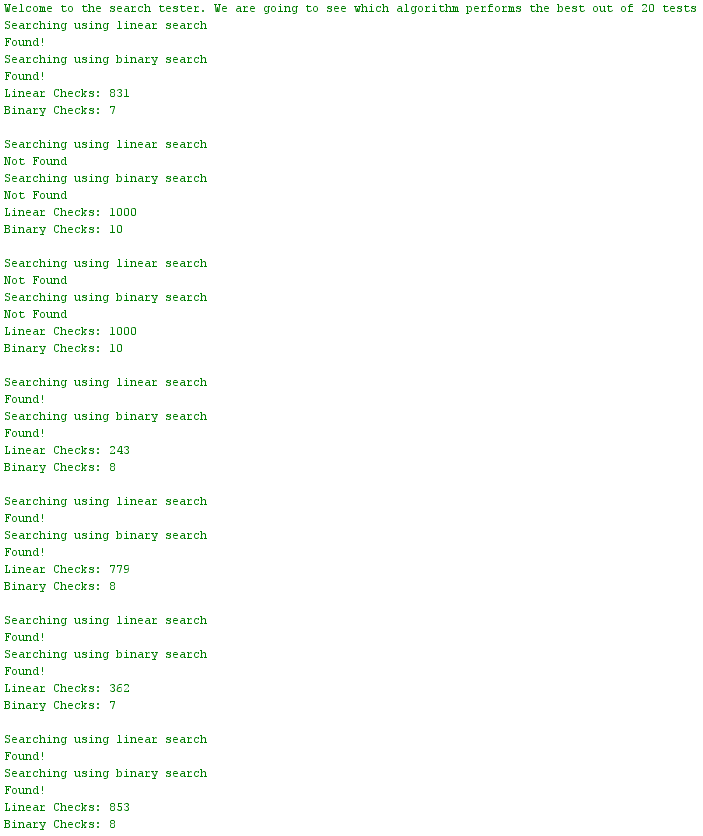 Welcome to the search tester. We are going to see which algorithm performs the best out of 20 tests
Searching using linear search
Found!
Searching using binary search
Found!
Linear Checks: 831
Binary Checks: 7
Searching using linear search
Not Found
Searching using binary search
Not Found
Linear Checks: 1000
Binary Checks: 10
Searching using linear search
Not Found
Searching using binary search
Not Found
Linear Checks: 1000
Binary Checks: 10
Searching using linear search
Found!
Searching using binary search
Found!
Linear Checks: 243
Binary Checks: 8
Searching using linear search
Found!
Searching using binary search
Found!
Linear Checks: 779
Binary Checks: 8
Searching using linear search
Found!
Searching using binary search
Found!
Linear Checks: 362
Binary Checks: 7
Searching using linear search
Found!
Searching using binary search
Found!
Linear Checks: 853
Binary Checks: 8